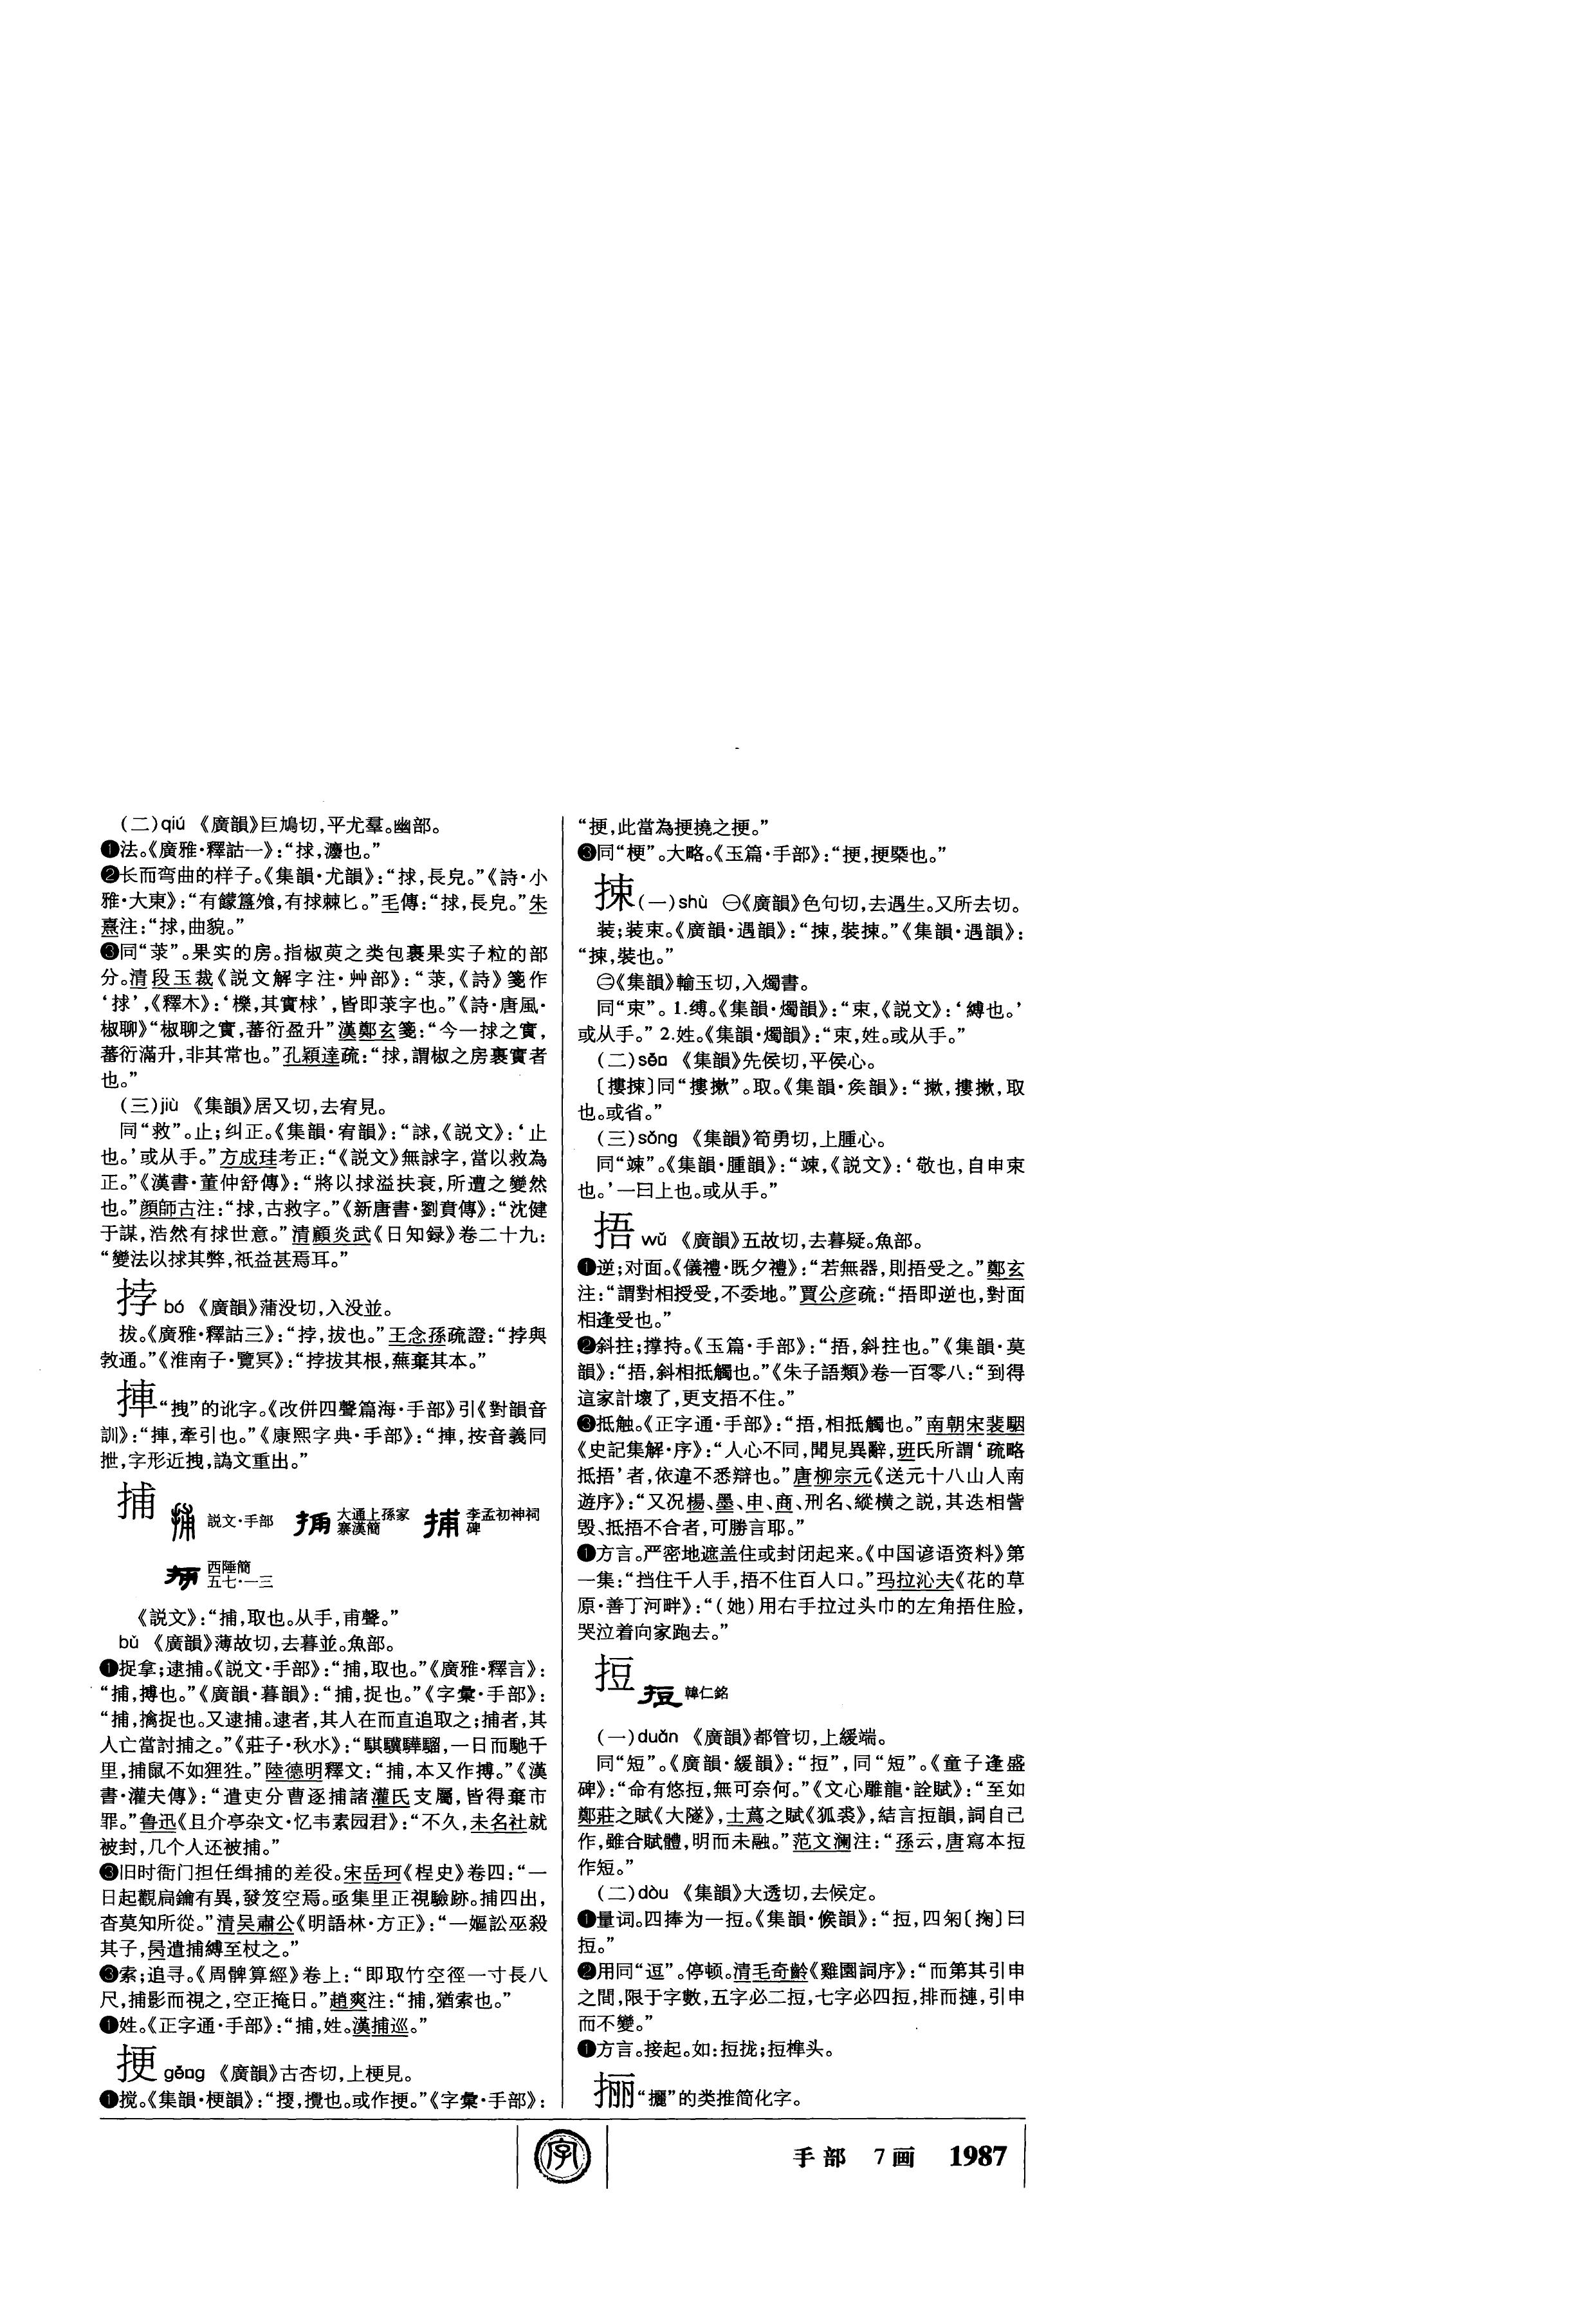 (二)qiú 《廣韻》巨鳩切,平尤羣。幽部。
❶法。《廣雅·釋詁一》:“捄,灋也。”
❷长而弯曲的样子。《集韻·尤韻》:“捄,長皃。”《詩·小
雅·大東》:“有饛簋飧,有捄棘匕。”毛傳:“捄,長皃。”朱
熹注:“捄,曲貌。”
❸同“莍”。果实的房。指椒萸之类包裹果实子粒的部
分。清段玉裁《説文解字注·艸部》:“莍,《詩》箋作
‘捄’,《釋木》:‘櫟,其實梂’,皆即莍字也。”《詩·唐風·
椒聊》“椒聊之實,蕃衍盈升”漢鄭玄箋:“今一捄之實,
蕃衍滿升,非其常也。”孔穎達疏:“捄,謂椒之房裹實者
也。”
(三)jiù 《集韻》居又切,去宥見。
同“救”。止;纠正。《集韻·宥韻》:“訄,《説文》:‘止
也。’或从手。”方成珪考正:“《説文》無訄字,當以救為
正。”《漢書·董仲舒傳》:“將以捄溢扶衰,所遭之變然
也。”顔師古注:“捄,古救字。”《新唐書·劉蕡傳》:“沈健
于謀,浩然有捄世意。”清顧炎武《日知録》卷二十九:
“變法以捄其弊,祇益甚焉耳。”
挬 bó 《廣韻》蒲没切,入没並。
拔。《廣雅·釋詁三》:“挬,拔也。”王念孫疏證:“挬與
㪍通。”《淮南子·覽冥》:“挬拔其根,蕪棄其本。”
捙“拽”的讹字。《改併四聲篇海·手部》引《對韻音
訓》:“捙,牽引也。”《康熙字典·手部》:“捙,按音義同
抴,字形近拽,譌文重出。”
捕 説文·手部 大通上孫家寨漢簡 李孟初神祠碑
西陲簡五七·一三
《説文》:“捕,取也。从手,甫聲。”
bǔ 《廣韻》薄故切,去暮並。魚部。
❶捉拿;逮捕。《説文·手部》:“捕,取也。”《廣雅·釋言》:
“捕,搏也。”《廣韻·暮韻》:“捕,捉也。”《字彙·手部》:
“捕,擒捉也。又逮捕。逮者,其人在而直追取之;捕者,其
人亡當討捕之。”《莊子·秋水》:“騏驥驊騮,一日而馳千
里,捕鼠不如狸狌。”陸德明釋文:“捕,本又作搏。”《漢
書·灌夫傳》:“遣吏分曹逐捕諸灌氏支屬,皆得棄市
罪。”鲁迅《且介亭杂文·忆韦素园君》:“不久,未名社就
被封,几个人还被捕。”
❸旧时衙门担任缉捕的差役。宋岳珂《桯史》卷四:“一
日起觀扃鑰有異,發笈空焉。亟集里正視驗跡。捕四出,
杳莫知所從。”清吴肅公《明語林·方正》:“一嫗訟巫殺
其子,昺遣捕縛至杖之。”
❸索;追寻。《周髀算經》卷上:“即取竹空徑一寸長八
尺,捕影而視之,空正掩日。”趙爽注:“捕,猶索也。”
❶姓。《正字通·手部》:“捕,姓。漢捕巡。”
挭 gěng 《廣韻》古杏切,上梗見。
❶搅。《集韻·梗韻》:“㨘,攪也。或作挭。”《字彙·手部》:
“挭,此當為挭撓之挭。”
❸同“梗”。大略。《玉篇·手部》:“挭,挭槩也。”
捒(一)shù ㊀《廣韻》色句切,去遇生。又所去切。
装;装束。《廣韻·遇韻》:“捒,裝捒。”《集韻·遇韻》:
“捒,裝也。”
㊁《集韻》輸玉切,入燭書。
同“束”。1.缚。《集韻·燭韻》:“束,《説文》:‘縛也。’
或从手。”2.姓。《集韻·燭韻》:“束,姓。或从手。”
(二)sōu 《集韻》先侯切,平侯心。
〔摟捒〕同“摟摗”。取。《集韻·矦韻》:“摗,摟摗,取
也。或省。”
(三)sǒng 《集韻》筍勇切,上腫心。
同“竦”。《集韻·腫韻》:“竦,《説文》:‘敬也,自申束
也。’一曰上也。或从手。”
捂 wǔ 《廣韻》五故切,去暮疑。魚部。
❶逆;对面。《儀禮·既夕禮》:“若無器,則捂受之。”鄭玄
注:“謂對相授受,不委地。”賈公彦疏:“捂即逆也,對面
相逢受也。”
❷斜拄;撑持。《玉篇·手部》:“捂,斜拄也。”《集韻·莫
韻》:“捂,斜相抵觸也。”《朱子語類》卷一百零八:“到得
這家計壞了,更支捂不住。”
❸抵触。《正字通·手部》:“捂,相抵觸也。”南朝宋裴駰
《史記集解·序》:“人心不同,聞見異辭,班氏所謂‘疏略
抵捂’者,依違不悉辯也。”唐柳宗元《送元十八山人南
遊序》:“又况楊、墨、申、商、刑名、縱横之説,其迭相訾
毁、抵捂不合者,可勝言耶。”
❶方言。严密地遮盖住或封闭起来。《中国谚语资料》第
一集:“挡住千人手,捂不住百人口。”玛拉沁夫《花的草
原·善丁河畔》:“(她)用右手拉过头巾的左角捂住脸,
哭泣着向家跑去。”
挳 韓仁銘
(一)duǎn 《廣韻》都管切,上緩端。
同“短”。《廣韻·緩韻》:“𢭃”,同“短”。《童子逢盛
碑》:“命有悠𢭃,無可奈何。”《文心雕龍·詮賦》:“至如
鄭莊之賦《大隧》,士蔿之賦《狐裘》,結言𢭃韻,詞自己
作,雖合賦體,明而未融。”范文澜注:“孫云,唐寫本𢭃
作短。”
(二)dòu 《集韻》大透切,去候定。
❶量词。四捧为一𢭃。《集韻·候韻》:“𢭃,四匊〔掬〕曰
𢭃。”
❷用同“逗”。停顿。清毛奇齡《雞園詞序》:“而第其引申
之間,限于字數,五字必二𢭃,七字必四𢭃,排而摙,引申
而不變。”
❶方言。接起。如:𢭃拢;𢭃榫头。
㧰“攦”的类推简化字。
字
手部 7画 1987